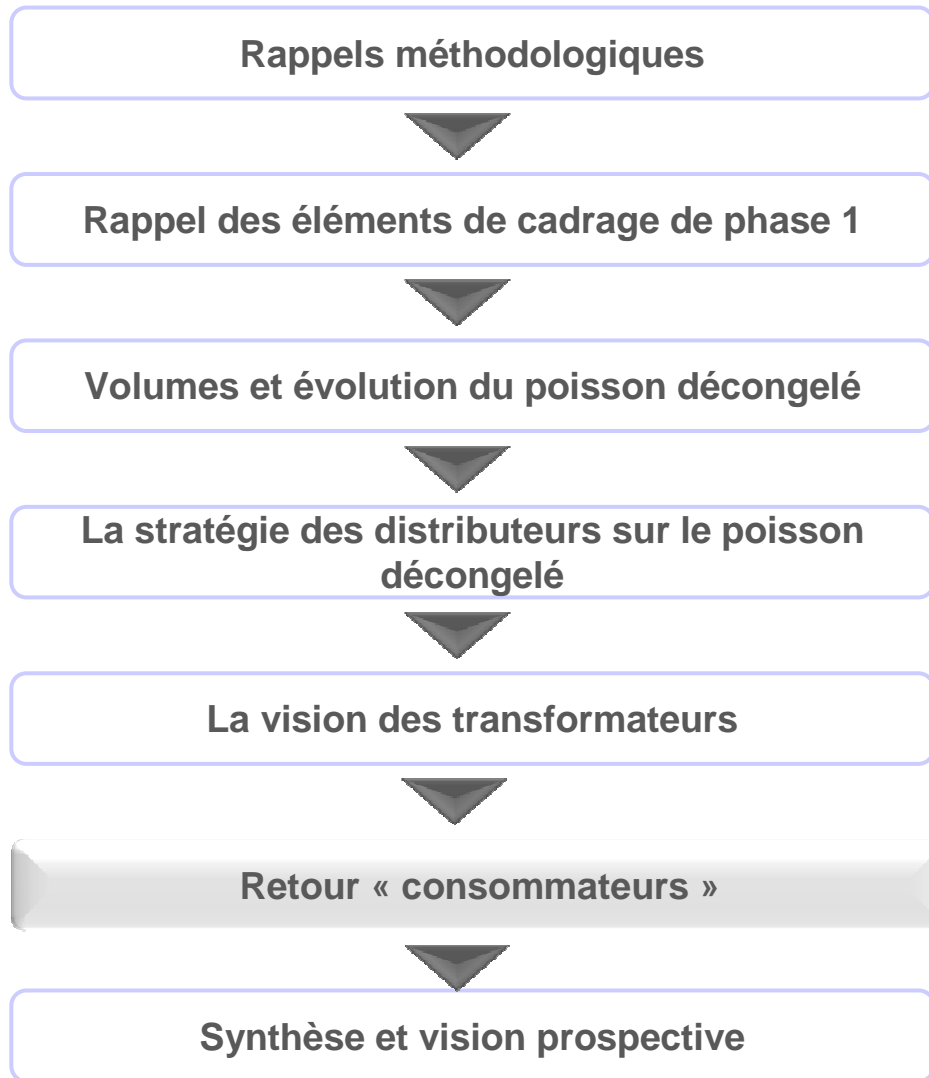 Rappels méthodologiques
Rappel des éléments de cadrage de phase 1
Volumes et évolution du poisson décongelé
La stratégie des distributeurs sur le poisson
décongelé
La vision des transformateurs
Retour « consommateurs »
Synthèse et vision prospective